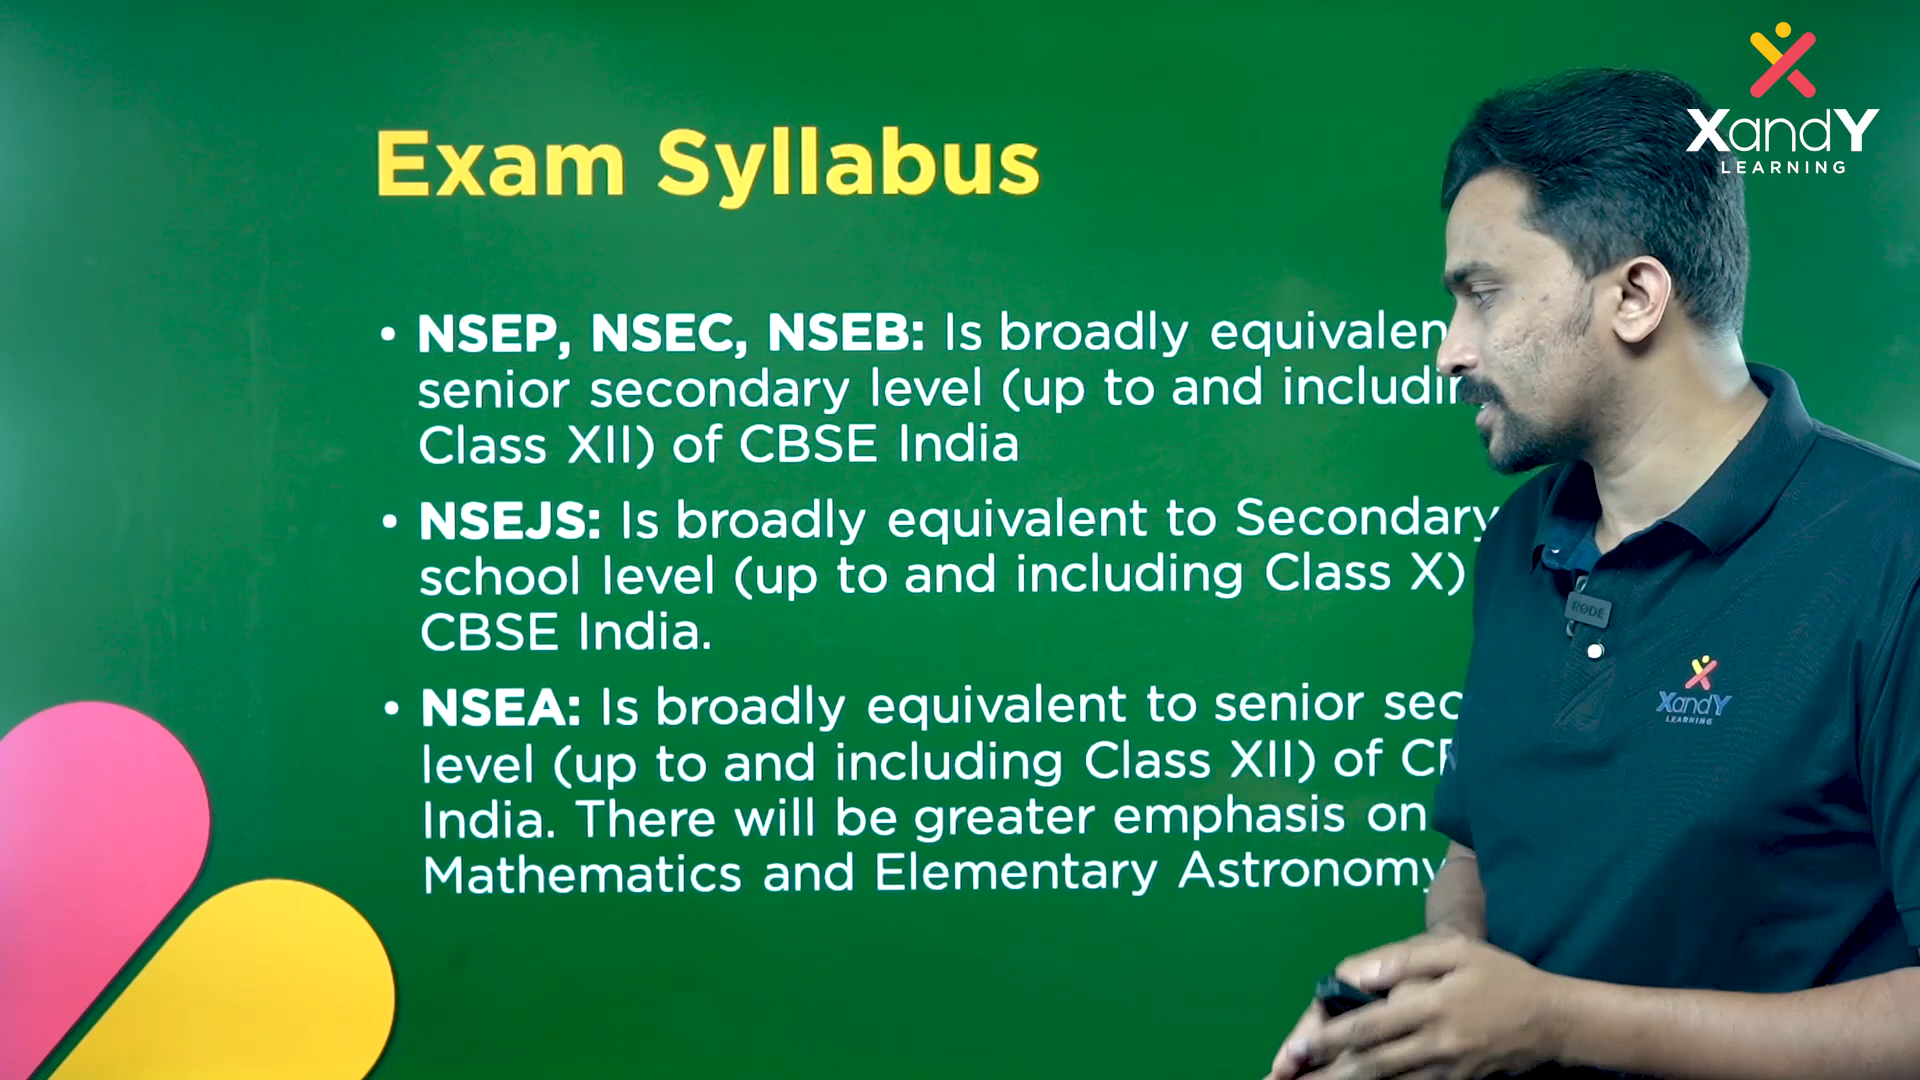 XandY
LEARNING
Exam Syllabus
• NSEP, NSEC, NSEB: Is broadly
senior secondary level (up to and
Class XII) of CBSE India
• NSEJS: Is broadly equivalent to Secondary
school level (up to and including Class X)
CBSE India.
• NSEA: Is broadly equivalent to senior
level (up to and including Class XII) of
India. There will be greater emphasis on
Mathematics and Elementary Astronomy
RØDE
XandY
LEARNING